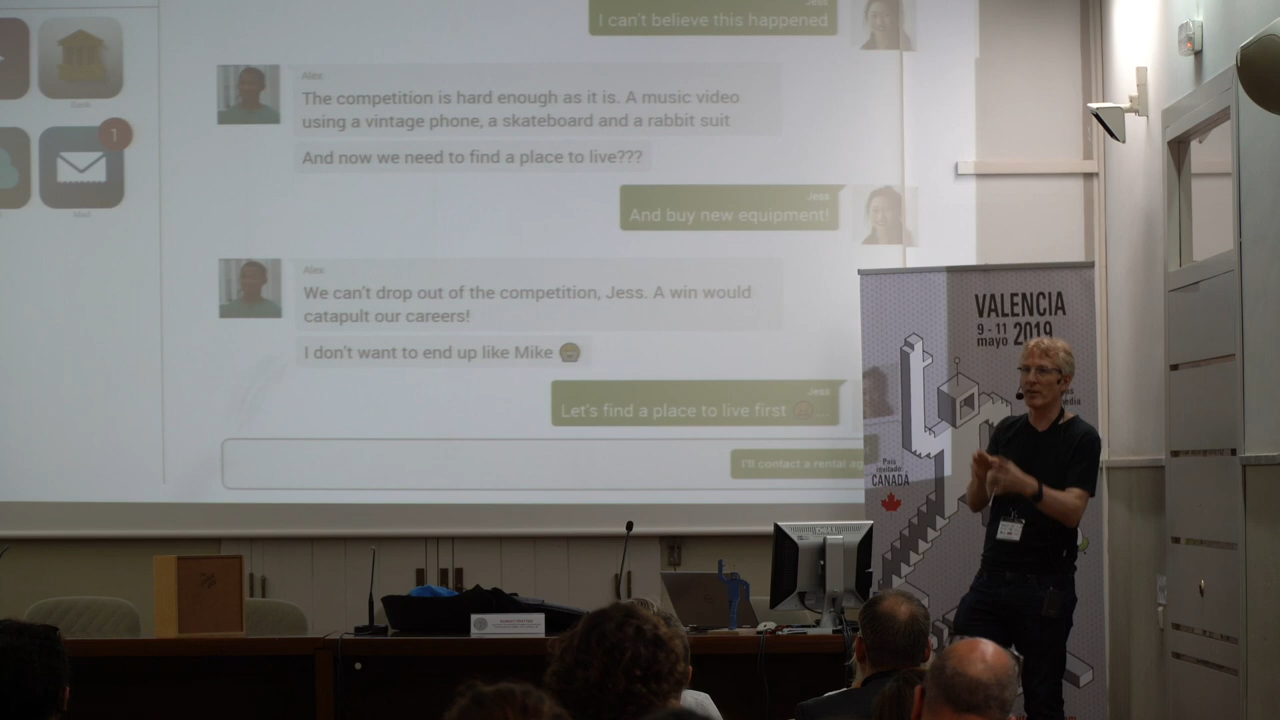 Jess
I can't believe this happened
Alex
The competition is hard enough as it is. A music video
using a vintage phone, a skateboard and a rabbit suit
And now we need to find a place to live???
Jess
And buy new equipment!
Alex
We can't drop out of the competition, Jess. A win would
catapult our careers!
I don't want to end up like Mike
Jess
Let's find a place to live first
I'll contact a rental ag
1
Mail
VALENCIA
9 - 11
mayo 2019
País
invitado
CANADÁ